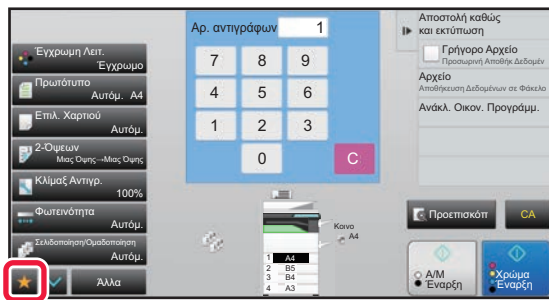 Αρ. αντιγράφων 1
Έγχρωμη Λειτ.
Έγχρωμο
Πρωτότυπο
Αυτόμ. A4
Επιλ. Χαρτιού
Αυτόμ.
2-Όψεων
Μιας Όψης→Μιας Όψης
Κλίμαξ Αντιγρ.
100%
Φωτεινότητα
Αυτόμ.
Σελιδοποίηση/Ομαδοποίηση
Αυτόμ.
Άλλα
7 8 9
4 5 6
1 2 3
0 C
Κοινο
A4
1 A4
2 B5
3 B4
4 A3
Αποστολή καθώς
και εκτύπωση
Γρήγορο Αρχείο
Προσωρινή Αποθήκ Δεδομέν
Αρχείο
Αποθήκευση Δεδομένων σε Φάκελο
Ανάκλ. Οικον. Προγράμμ.
Προεπισκόπ
CA
Α/Μ
Έναρξη
Χρώμα
Έναρξη